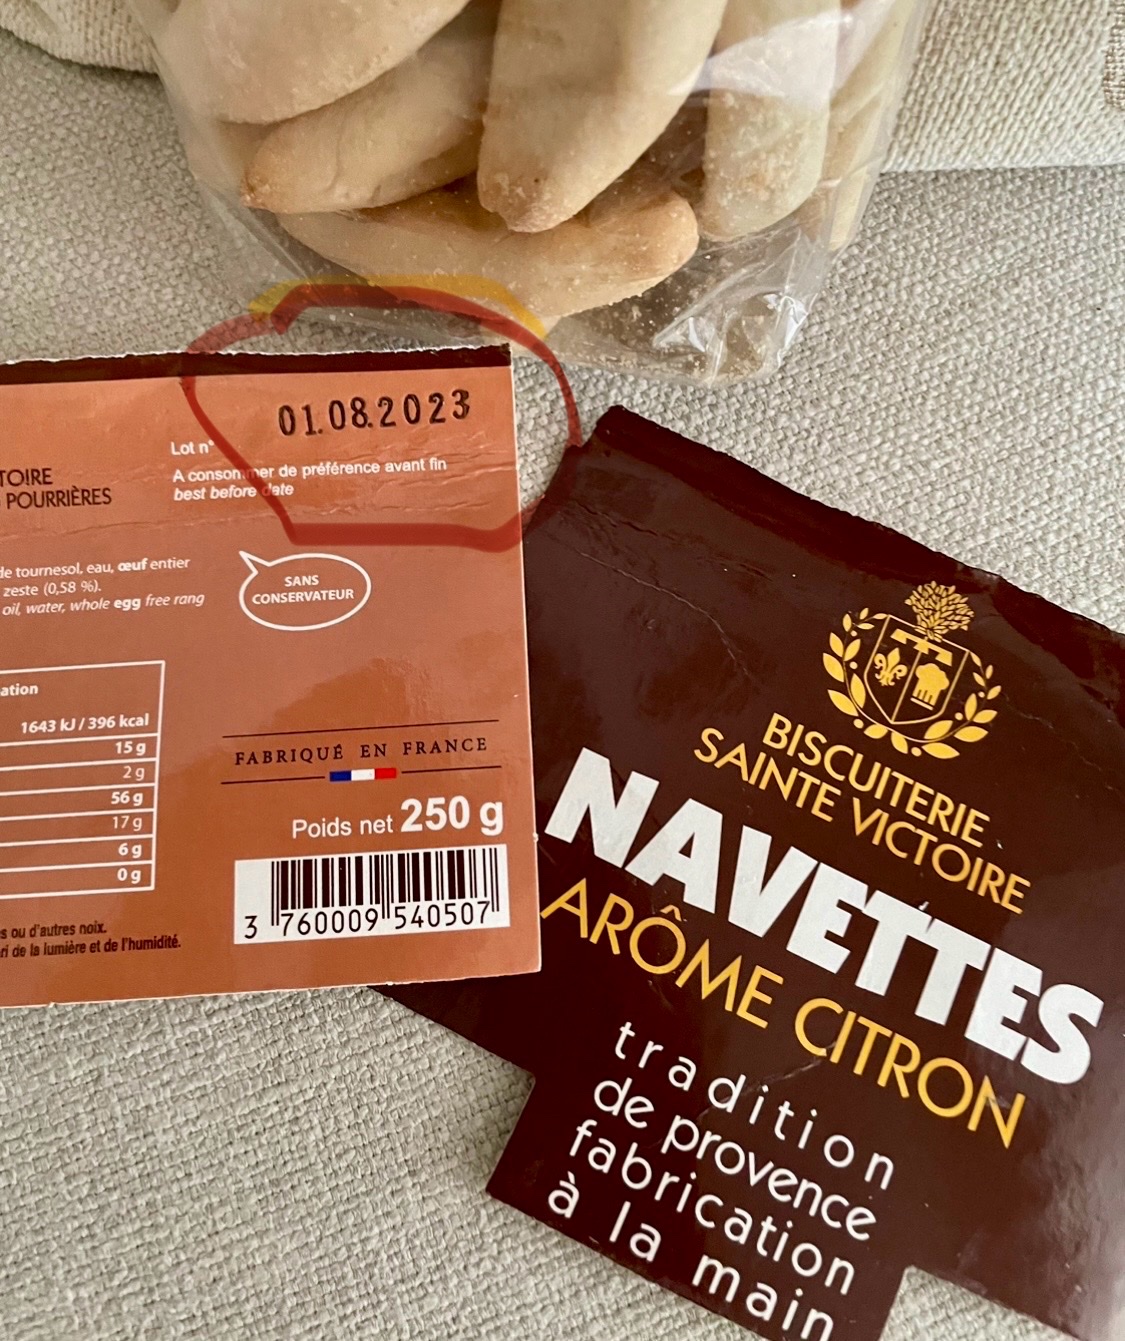 01.08.2023
Lot n°
A consommer de préférence avant fin
best before date
TOIRE
POURRIÈRES
de tournesol, eau, œuf entier
zeste (0,58 %).
oil, water, whole egg free rang
SANS
CONSERVATEUR
ation
1643 kJ / 396 kcal
15 g
2 g
56 g
17 g
6 g
0 g
FABRIQUÉ EN FRANCE
Poids net 250 g
3 760009 540507
s ou d'autres noix.
ri de la lumière et de l'humidité.
BISCUITERIE
SAINTE VICTOIRE
NAVETTES
ARÔME CITRON
tradition
de provence
fabrication
à la main